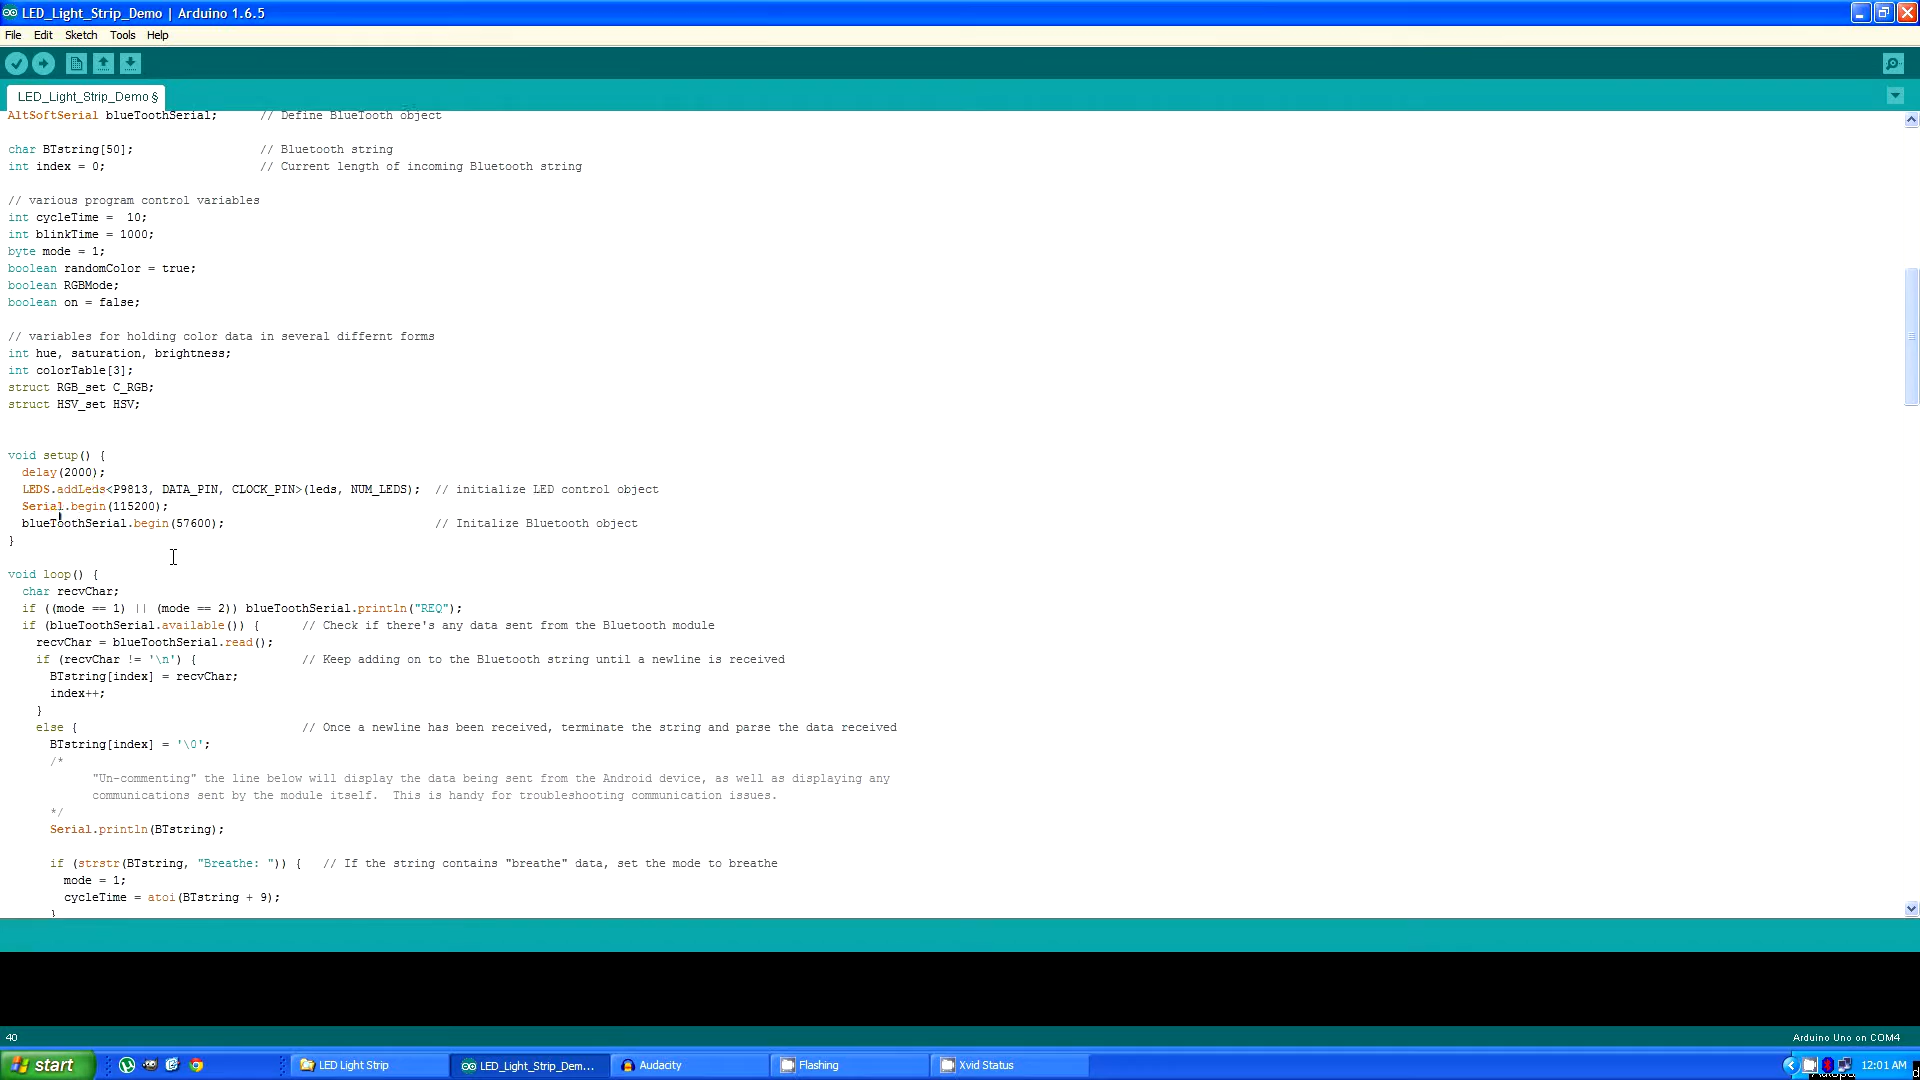 LED_Light_Strip_Demo | Arduino 1.6.5
File Edit Sketch Tools Help
LED_Light_Strip_Demo §
AltSoftSerial blueToothSerial; // Define BlueTooth object
char BTstring[50]; // Bluetooth string
int index = 0; // Current length of incoming Bluetooth string
// various program control variables
int cycleTime = 10;
int blinkTime = 1000;
byte mode = 1;
boolean randomColor = true;
boolean RGBMode;
boolean on = false;
// variables for holding color data in several differnt forms
int hue, saturation, brightness;
int colorTable[3];
struct RGB_set C_RGB;
struct HSV_set HSV;
void setup() {
delay(2000);
LEDS.addLeds<P9813, DATA_PIN, CLOCK_PIN>(leds, NUM_LEDS); // initialize LED control object
Serial.begin(115200);
blueToothSerial.begin(57600); // Initalize Bluetooth object
}
void loop() {
char recvChar;
if ((mode == 1) || (mode == 2)) blueToothSerial.println("REQ");
if (blueToothSerial.available()) { // Check if there's any data sent from the Bluetooth module
recvChar = blueToothSerial.read();
if (recvChar != '\n') { // Keep adding on to the Bluetooth string until a newline is received
BTstring[index] = recvChar;
index++;
}
else { // Once a newline has been received, terminate the string and parse the data received
BTstring[index] = '\0';
/*
"Un-commenting" the line below will display the data being sent from the Android device, as well as displaying any
communications sent by the module itself. This is handy for troubleshooting communication issues.
*/
Serial.println(BTstring);
if (strstr(BTstring, "Breathe: ")) { // If the string contains "breathe" data, set the mode to breathe
mode = 1;
cycleTime = atoi(BTstring + 9);
}
40 Arduino Uno on COM4
start LED Light Strip LED_Light_Strip_Dem... Audacity Flashing Xvid Status 12:01 AM